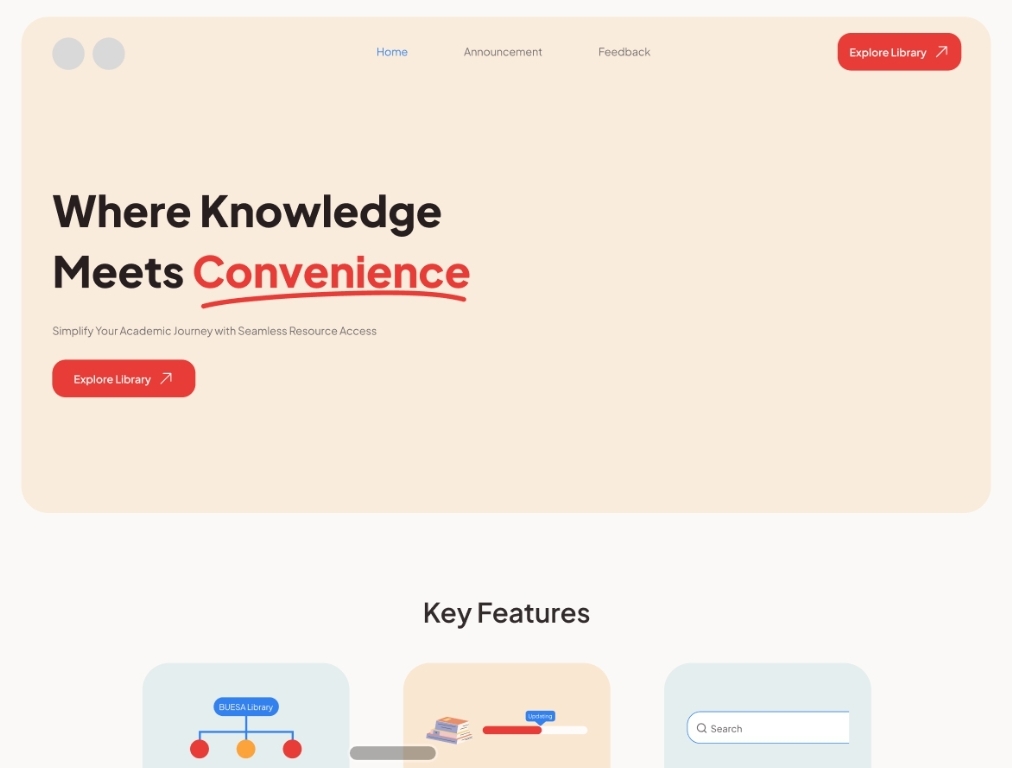 Home
Announcement
Feedback
Explore Library
Where Knowledge
Meets Convenience
Simplify Your Academic Journey with Seamless Resource Access
Explore Library
Key Features
BUESA Library
Updating
Search